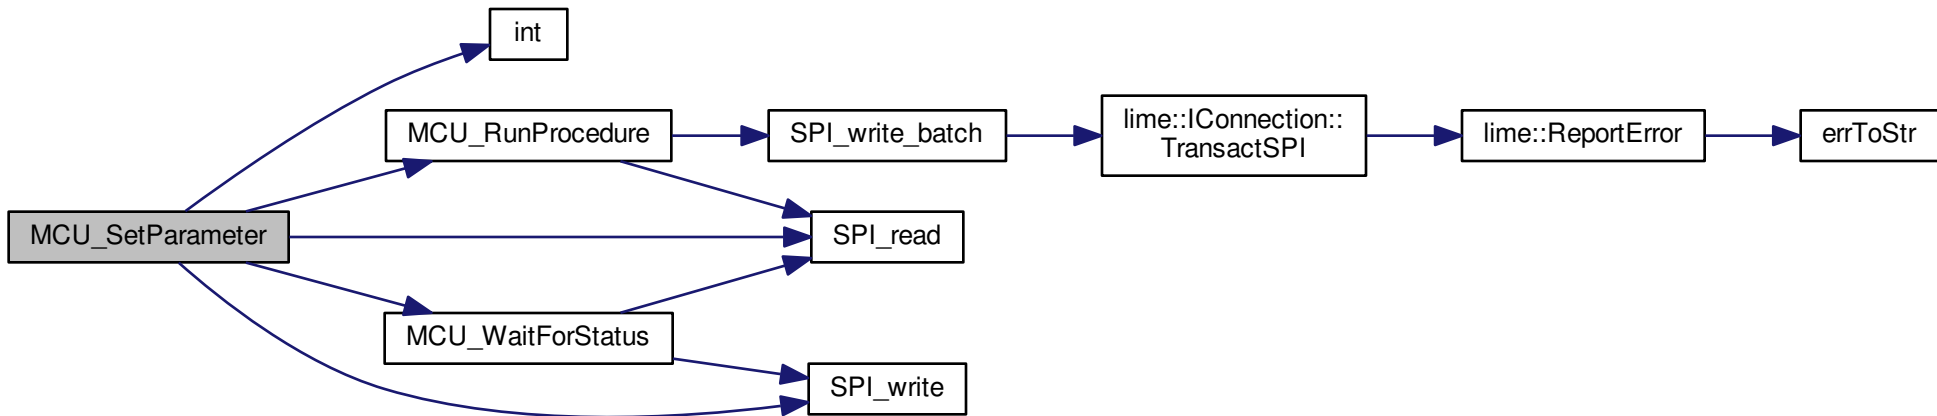 int
MCU_RunProcedure
SPI_write_batch
lime::IConnection::
TransactSPI
lime::ReportError
errToStr
MCU_SetParameter
SPI_read
MCU_WaitForStatus
SPI_write